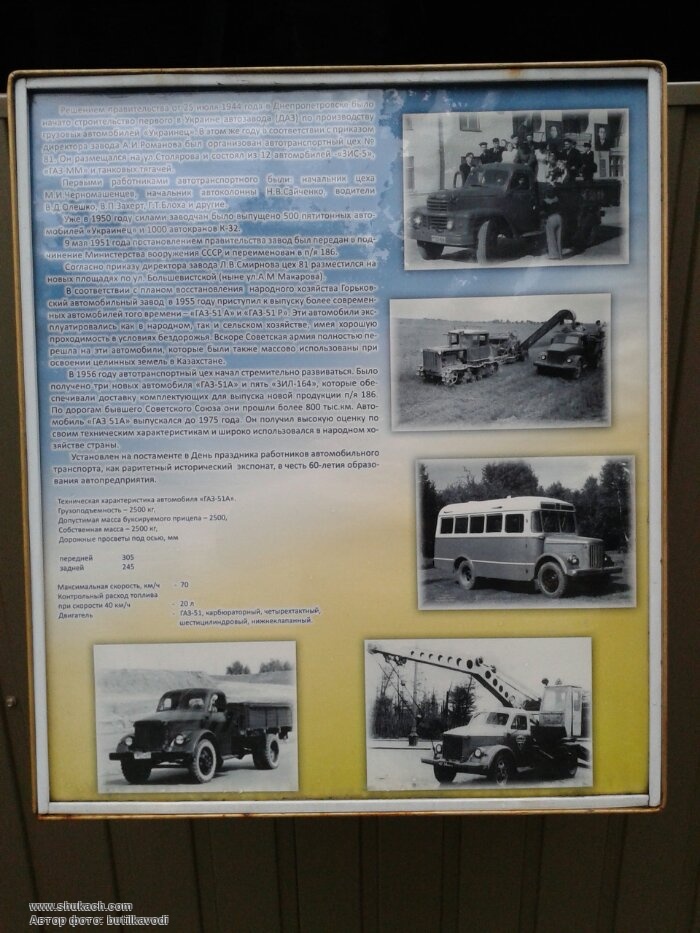 Решением правительства от 25 июля 1944 года в Днепропетровске было
начато строительство первого в Украине автозавода (ДАЗ) по производству
грузовых автомобилей «Украинец». В этом же году в соответствии с приказом
директора завода А.И.Романова был организован автотранспортный цех №
81. Он размещался на ул.Столярова и состоял из 12 автомобилей -«ЗИС-5»,
«ГАЗ-ММ» и танковых тягачей.
Первыми работниками автотранспортного были: начальник цеха
М.И.Черномашенцев, начальник автоколонны Н.В.Сайченко, водители
В.Д.Олешко, В.П.Захерт, Г.Т.Блоха и другие.
Уже в 1950 году силами заводчан было выпущено 500 пятитонных авто-
мобилей «Украинец» и 1000 автокранов К-32.
9 мая 1951 года постановлением правительства завод был передан в под-
чинение Министерства вооружения СССР и переименован в п/я 186.
Согласно приказу директора завода Л.В.Смирнова цех 81 разместился на
новых площадях по ул. Большевистской (ныне ул.А.М.Макарова).
В соответствии с планом восстановления народного хозяйства Горьков-
ский автомобильный завод в 1955 году приступил к выпуску более современ-
ных автомобилей того времени – «ГАЗ-51 А» и «ГАЗ-51 Р». Эти автомобили экс-
плуатировались как в народном, так и сельском хозяйстве, имея хорошую
проходимость в условиях бездорожья. Вскоре Советская армия полностью пе-
решла на эти автомобили, которые были также массово использованы при
освоении целинных земель в Казахстане.
В 1956 году автотранспортный цех начал стремительно развиваться. Было
получено три новых автомобиля «ГАЗ-51А» и пять «ЗИЛ-164», которые обе-
спечивали доставку комплектующих для выпуска новой продукции п/я 186.
По дорогам бывшего Советского Союза они прошли более 800 тыс.км. Авто-
мобиль «ГАЗ-51А» выпускался до 1975 года. Он получил высокую оценку по
своим техническим характеристикам и широко использовался в народном хо-
зяйстве страны.
Установлен на постаменте в День праздника работников автомобильного
транспорта, как раритетный исторический экспонат, в честь 60-летия образо-
вания автопредприятия.
Техническая характеристика автомобиля «ГАЗ-51А».
Грузоподъемность – 2500 кг,
Допустимая масса буксируемого прицепа – 2500,
Собственная масса – 2500 кг,
Дорожные просветы под осью, мм
передней 305
задней 245
Максимальная скорость, км/ч - 70
Контрольный расход топлива
при скорости 40 км/ч - 20 л
Двигатель - ГАЗ-51, карбюраторный, четырехтактный,
шестицилиндровый, нижнеклапанный.
www.shukach.com
Автор фото: butilkavodi